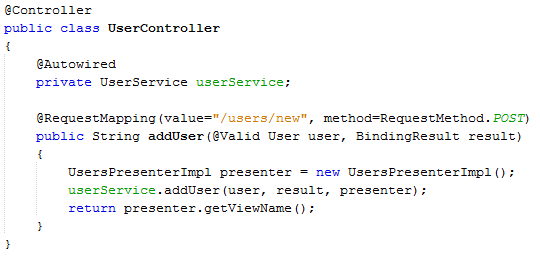 @Controller
public class UserController
{
    @Autowired
    private UserService userService;

    @RequestMapping(value="/users/new", method=RequestMethod.POST)
    public String addUser(@Valid User user, BindingResult result)
    {
        UsersPresenterImpl presenter = new UsersPresenterImpl();
        userService.addUser(user, result, presenter);
        return presenter.getViewName();
    }
}